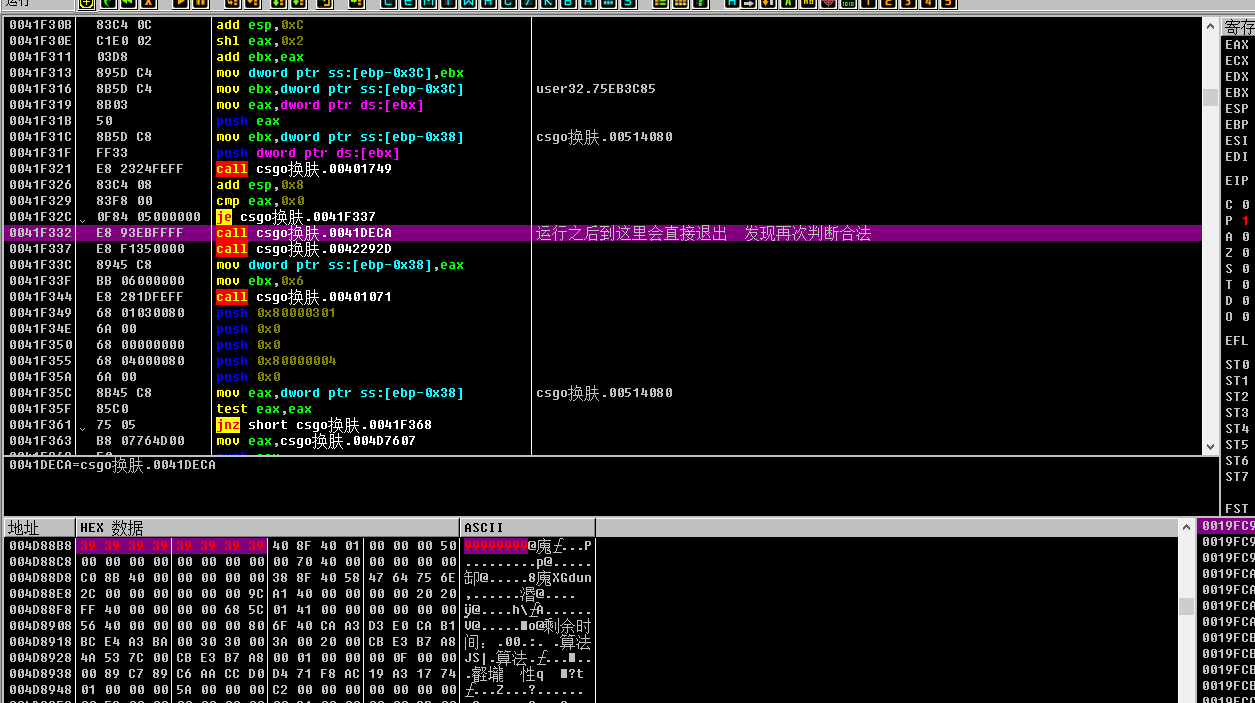 运行
0041F30B 83C4 0C add esp,0xC
0041F30E C1E0 02 shl eax,0x2
0041F311 03D8 add ebx,eax
0041F313 895D C4 mov dword ptr ss:[ebp-0x3C],ebx
0041F316 8B5D C4 mov ebx,dword ptr ss:[ebp-0x3C] user32.75EB3C85
0041F319 8B03 mov eax,dword ptr ds:[ebx]
0041F31B 50 push eax
0041F31C 8B5D C8 mov ebx,dword ptr ss:[ebp-0x38] csgo换肤.00514080
0041F31F FF33 push dword ptr ds:[ebx]
0041F321 E8 2324FEFF call csgo换肤.00401749
0041F326 83C4 08 add esp,0x8
0041F329 83F8 00 cmp eax,0x0
0041F32C 0F84 05000000 je csgo换肤.0041F337
0041F332 E8 93EBFFFF call csgo换肤.0041DECA 运行之后到这里会直接退出 发现再次判断合法
0041F337 E8 F1350000 call csgo换肤.0042292D
0041F33C 8945 C8 mov dword ptr ss:[ebp-0x38],eax
0041F33F BB 06000000 mov ebx,0x6
0041F344 E8 281DFEFF call csgo换肤.00401071
0041F349 68 01030080 push 0x80000301
0041F34E 6A 00 push 0x0
0041F350 68 00000000 push 0x0
0041F355 68 04000080 push 0x80000004
0041F35A 6A 00 push 0x0
0041F35C 8B45 C8 mov eax,dword ptr ss:[ebp-0x38] csgo换肤.00514080
0041F35F 85C0 test eax,eax
0041F361 75 05 jnz short csgo换肤.0041F368
0041F363 B8 07764D00 mov eax,csgo换肤.004D7607
0041DECA=csgo换肤.0041DECA
地址 HEX 数据 ASCII
004D88B8 39 39 39 39 39 39 39 39 40 8F 40 01 00 00 00 50 99999999@廆£...P
004D88C8 00 00 00 00 00 70 40 00 00 00 00 00 00 00 00 00 .........p@.....
004D88D8 C0 8B 40 00 00 00 00 00 38 8F 40 58 47 64 75 6E 缷@.....8廆XGdun
004D88E8 2C 00 00 00 00 00 00 9C A1 40 00 00 00 00 20 20
004D88F8 FF 40 00 00 00 00 68 5C 01 41 00 00 00 00 00 00
004D8908 56 40 00 00 00 00 00 80 6F 40 CA A3 D3 E0 CA B1 剩余时
004D8918 BC E4 A3 BA 00 30 30 00 3A 00 20 00 CB E3 B7 A8 间：.00.:. .算法
004D8928 4A 53 7C 00 CB E3 B7 A8 00 01 00 00 00 0F 00 00 JS|.算法
004D8938 00 89 C7 89 C6 AA CC D0 D4 71 F8 AC 19 A3 17 74
004D8948 01 00 00 00 5A 00 00 00 C2 00 00 00 00 00 00 00
寄存
EAX
ECX
EDX
EBX
ESP
EBP
ESI
EDI
EIP
C 0
P 1
A 0
Z 0
S 0
T 0
D 0
O 0
EFL
ST0
ST1
ST2
ST3
ST4
ST5
ST6
ST7
FST
0019FC9
0019FC9
0019FC9
0019FCA
0019FCA
0019FCA
0019FCA
0019FCB
0019FCB
0019FCB